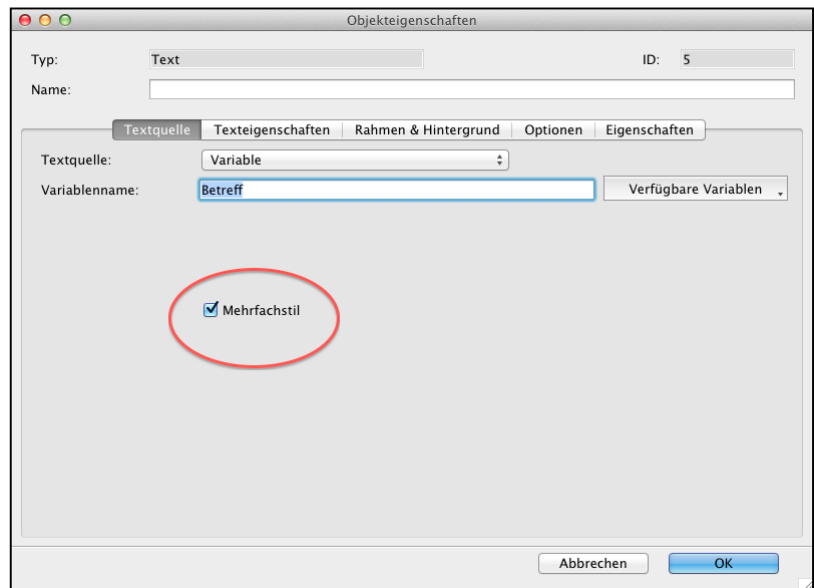 Objekteigenschaften
Typ: Text ID: 5
Name:
Textquelle Texteigenschaften Rahmen & Hintergrund Optionen Eigenschaften
Textquelle: Variable
Variablenname: Betreff Verfügbare Variablen
Mehrfachstil
Abbrechen OK